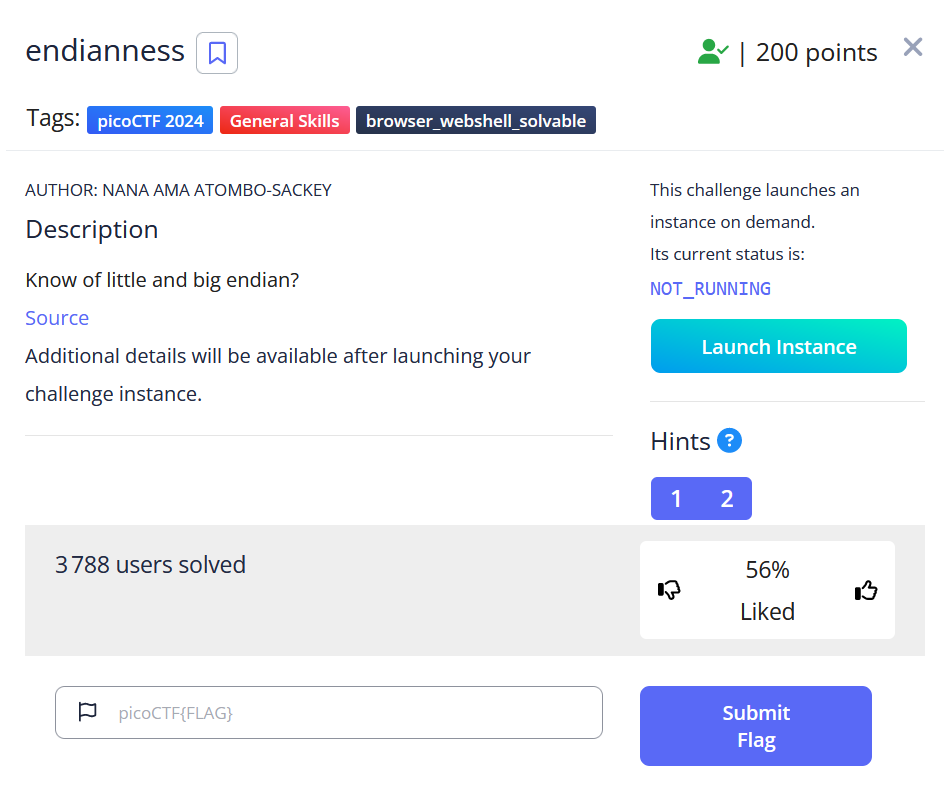 endianness
| 200 points
Tags: picoCTF 2024 General Skills browser_webshell_solvable
AUTHOR: NANA AMA ATOMBO-SACKEY
Description
Know of little and big endian?
Source
Additional details will be available after launching your
challenge instance.
This challenge launches an
instance on demand.
Its current status is:
NOT_RUNNING
Launch Instance
Hints ?
1 2
3 788 users solved
56%
Liked
picoCTF{FLAG}
Submit
Flag